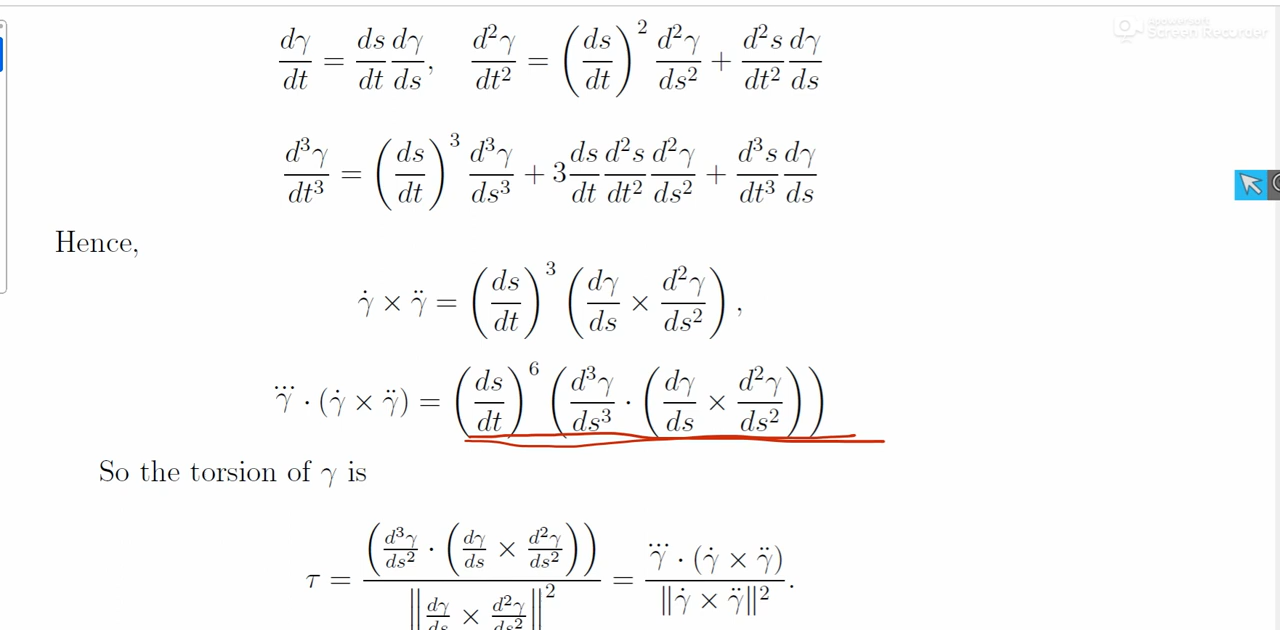 Apowersoft
Screen Recorder
dγ/dt = ds/dt dγ/ds, d²γ/dt² = (ds/dt)² d²γ/ds² + d²s/dt² dγ/ds
d³γ/dt³ = (ds/dt)³ d³γ/ds³ + 3 ds/dt d²s/dt² d²γ/ds² + d³s/dt³ dγ/ds
Hence,
γ̇ × γ̈ = (ds/dt)³ (dγ/ds × d²γ/ds²),
γ⃛ · (γ̇ × γ̈) = (ds/dt)⁶ (d³γ/ds³ · (dγ/ds × d²γ/ds²))
So the torsion of γ is
τ = (d³γ/ds² · (dγ/ds × d²γ/ds²)) / ‖dγ/ds × d²γ/ds²‖² = γ⃛ · (γ̇ × γ̈) / ‖γ̇ × γ̈‖².